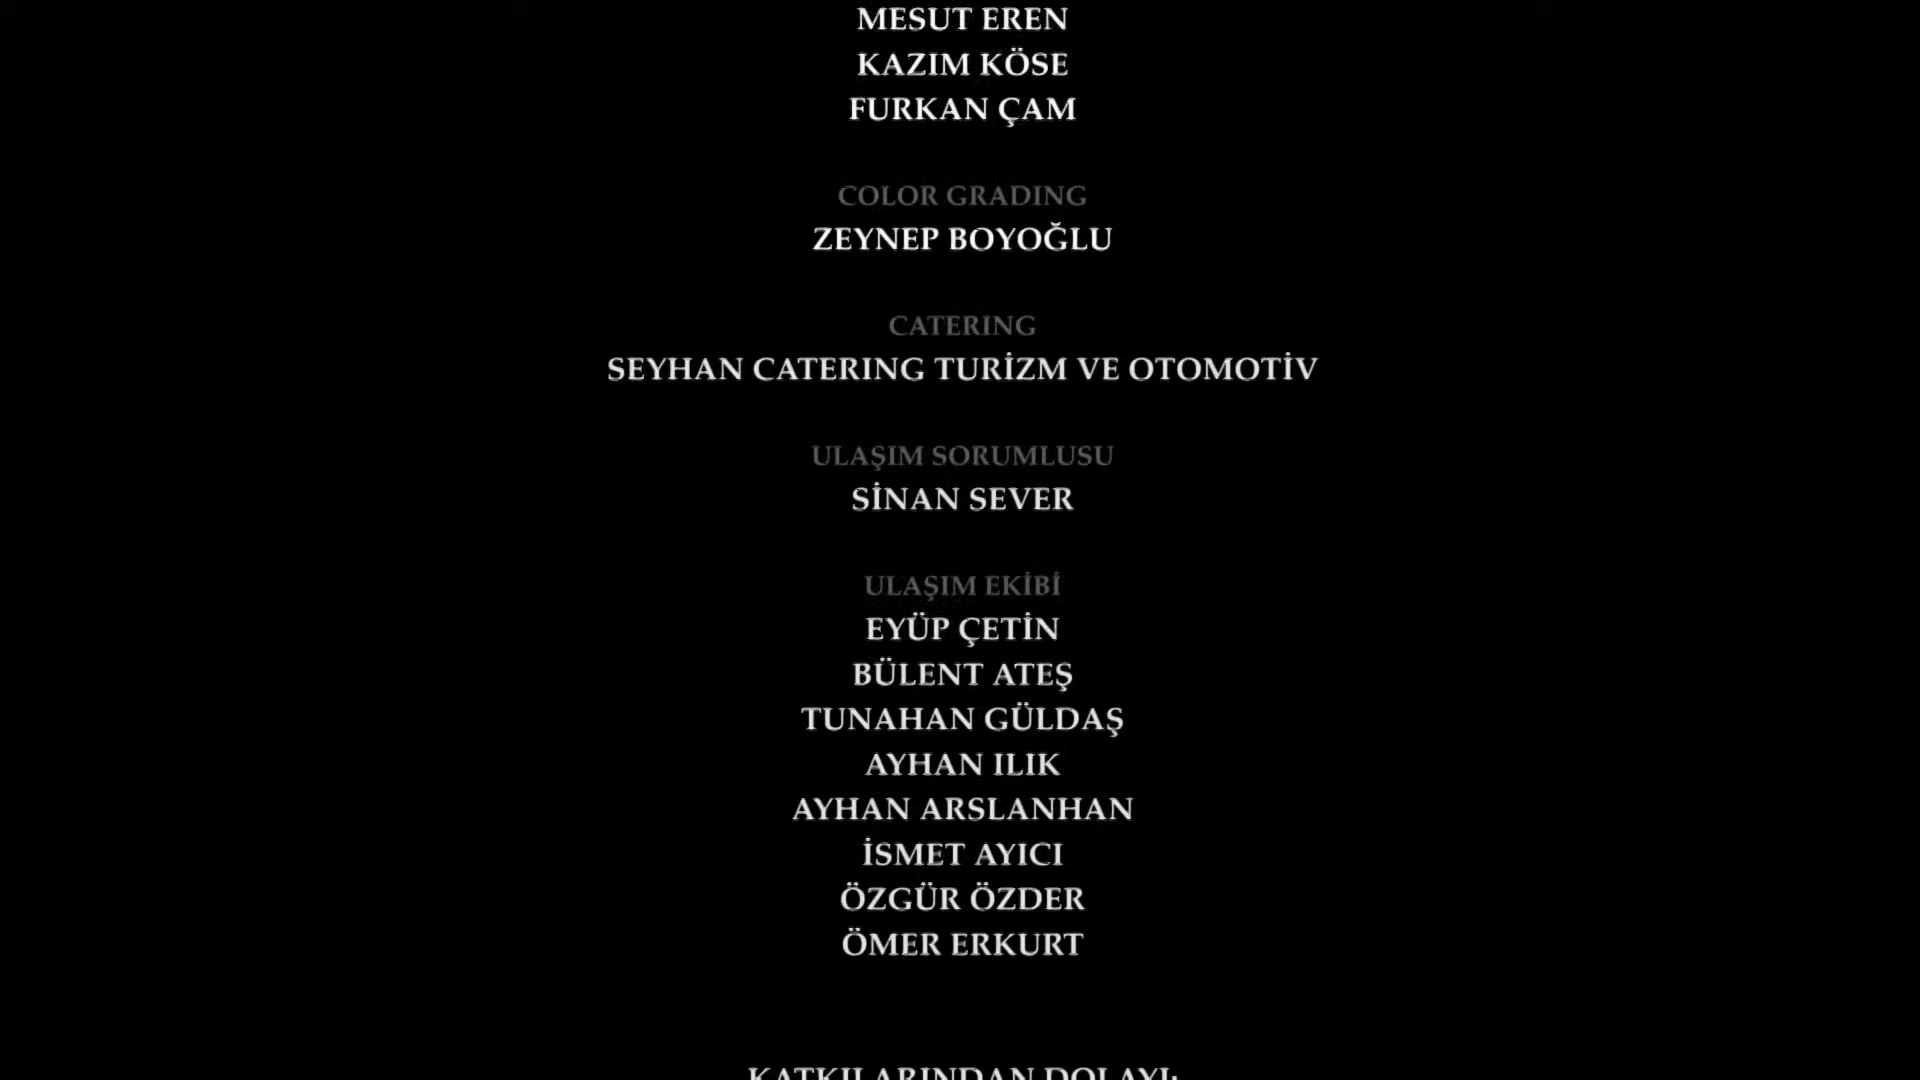 MESUT EREN
KAZIM KÖSE
FURKAN ÇAM
COLOR GRADING
ZEYNEP BOYOĞLU
CATERING
SEYHAN CATERING TURİZM VE OTOMOTİV
ULAŞIM SORUMLUSU
SİNAN SEVER
ULAŞIM EKİBİ
EYÜP ÇETİN
BÜLENT ATEŞ
TUNAHAN GÜLDAŞ
AYHAN ILIK
AYHAN ARSLANHAN
İSMET AYICI
ÖZGÜR ÖZDER
ÖMER ERKURT
KATKILARINDAN DOLAYI;